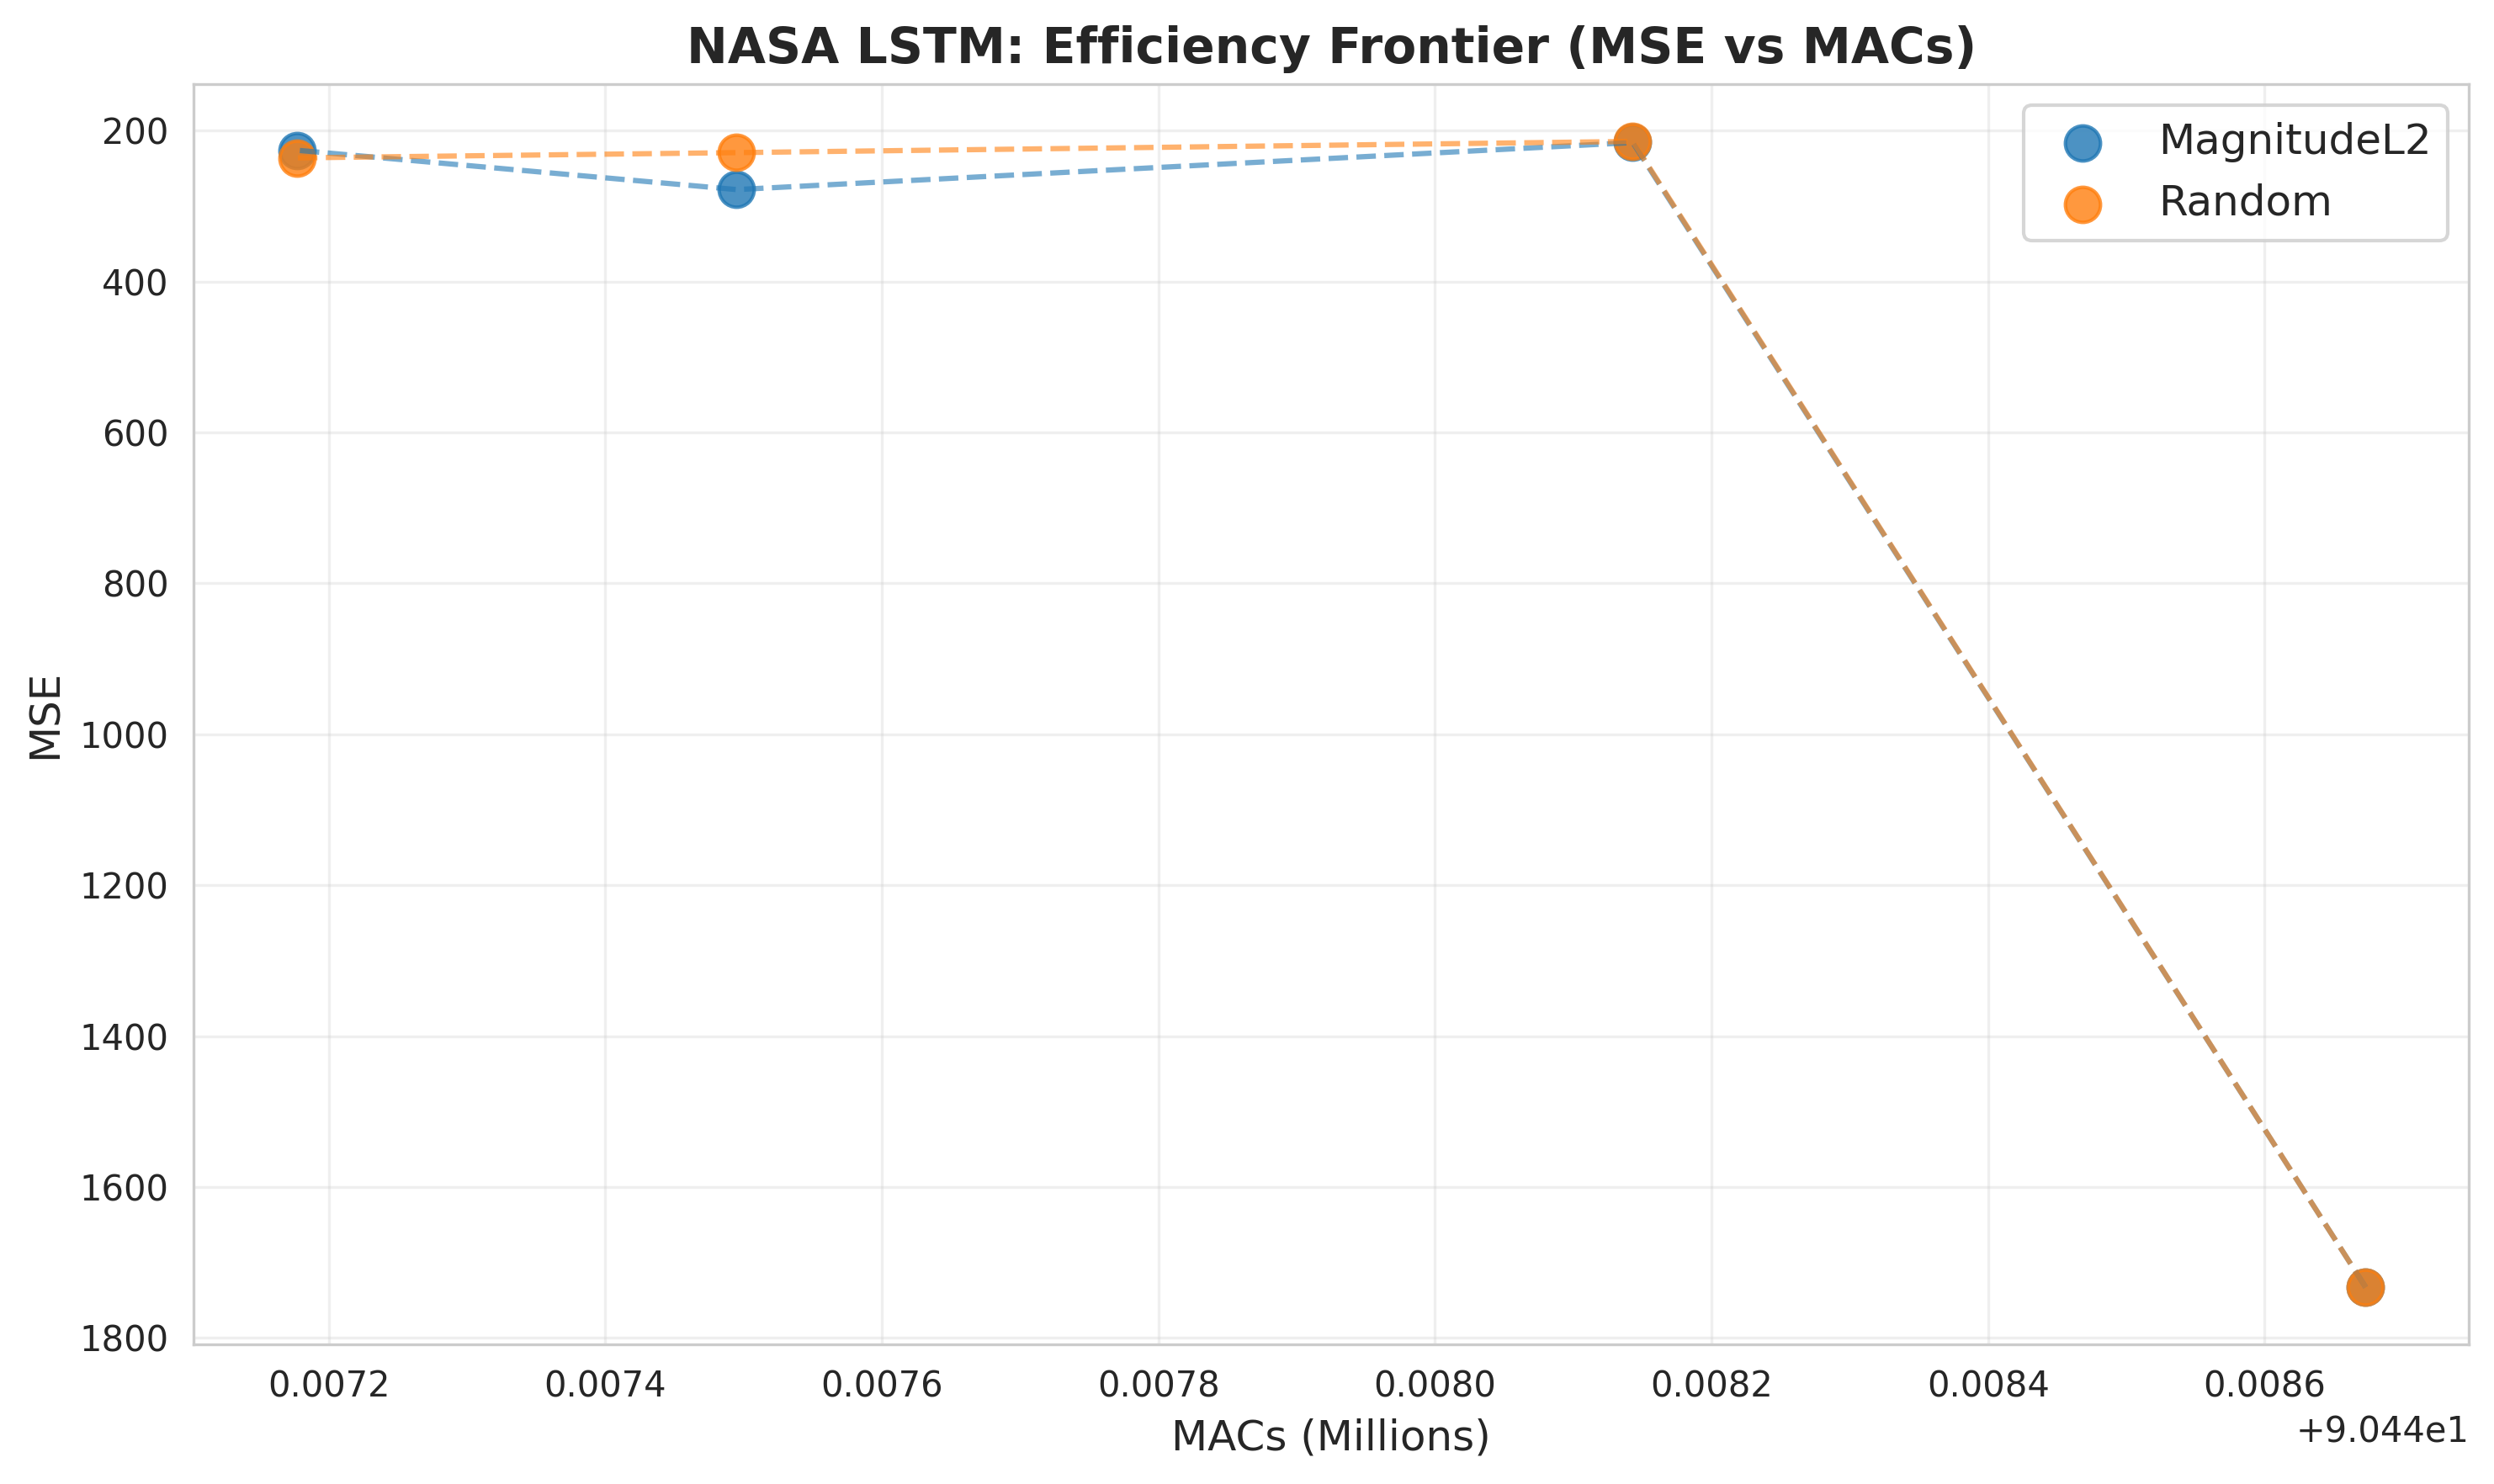 NASA LSTM: Efficiency Frontier (MSE vs MACs)
MagnitudeL2
Random
MSE
200
400
600
800
1000
1200
1400
1600
1800
0.0072 0.0074 0.0076 0.0078 0.0080 0.0082 0.0084 0.0086
+9.044e1
MACs (Millions)